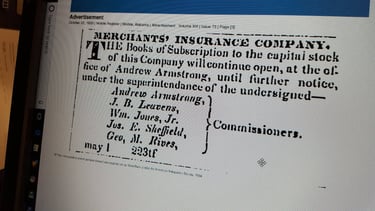 Advertisement
MERCHANTS' INSURANCE COMPANY.
THE Books of Subscription to the capital stock
of this Company will continue open, at the of-
fice of Andrew Armstrong, until further notice,
under the superintendance of the undersigned—
Andrew Armstrong,
J. B. Leavens,
Wm. Jones, Jr.
Jos. E. Sheffield,
Geo. M. Rives,
Commissioners.
may 1 223tf